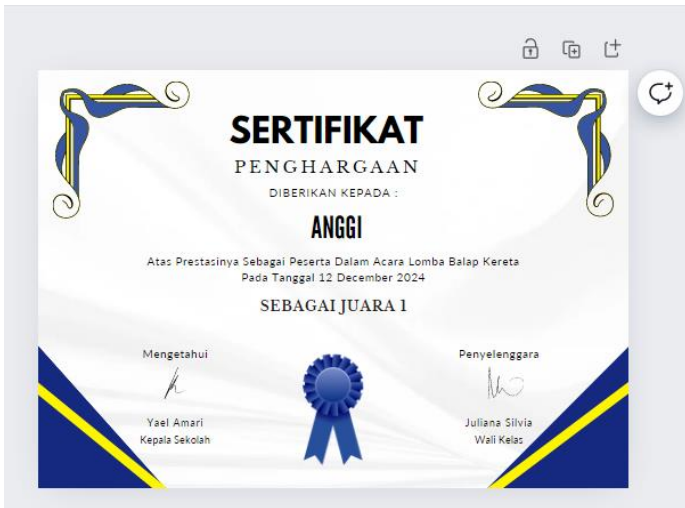 SERTIFIKAT
PENGHARGAAN
DIBERIKAN KEPADA :
ANGGI
Atas Prestasinya Sebagai Peserta Dalam Acara Lomba Balap Kereta
Pada Tanggal 12 December 2024
SEBAGAI JUARA 1
Mengetahui
Yael Amari
Kepala Sekolah
Penyelenggara
Juliana Silvia
Wali Kelas